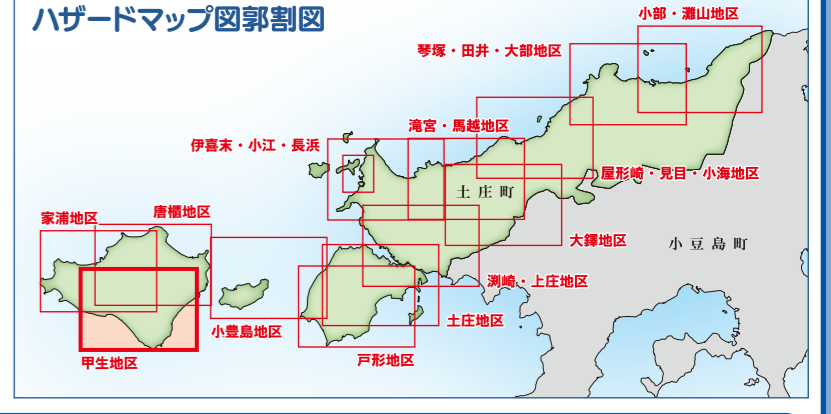 ハザードマップ図郭割図
小部・灘山地区
琴塚・田井・大部地区
滝宮・馬越地区
伊喜末・小江・長浜
屋形崎・見目・小海地区
土庄町
唐櫃地区
家浦地区
大鐸地区
小豆島町
渕崎・上庄地区
土庄地区
小豊島地区
戸形地区
甲生地区